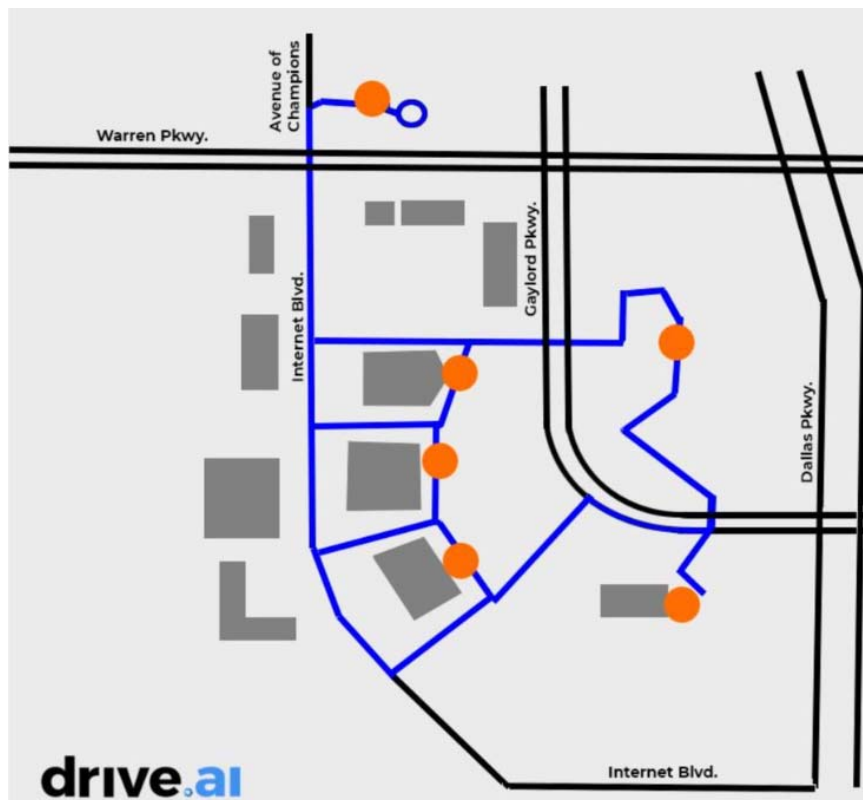 Avenue of
Champions
Warren Pkwy.
Gaylord Pkwy.
Internet Blvd.
Dallas Pkwy.
Internet Blvd.
drive.ai